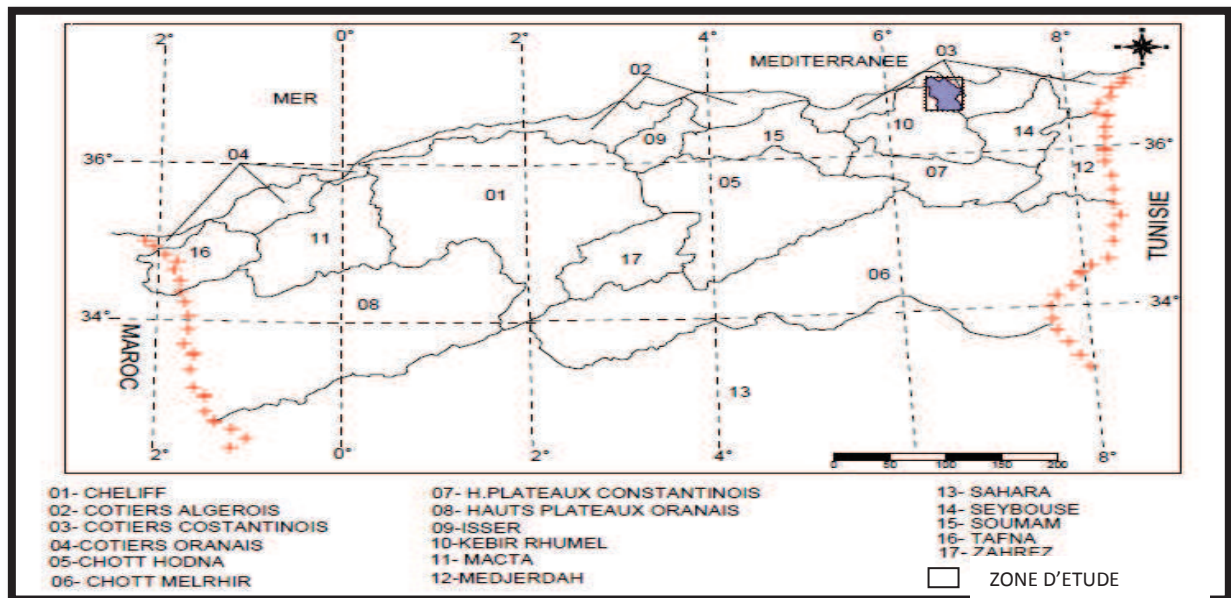 2° 0° 2° 4° 6° 8°
03
02
MEDITERRANEE
MER
10
14
09
15
36° 36°
04
12
07
05
01
TUNISIE
11
16
17
06
08
34° 34°
MAROC
13
2° 0° 2° 4° 8°
0 50 100 150 200
01- CHELIFF
02- COTIERS ALGEROIS
03- COTIERS COSTANTINOIS
04-COTIERS ORANAIS
05-CHOTT HODNA
06- CHOTT MELRHIR
07- H.PLATEAUX CONSTANTINOIS
08- HAUTS PLATEAUX ORANAIS
09-ISSER
10-KEBIR RHUMEL
11- MACTA
12-MEDJERDAH
13- SAHARA
14- SEYBOUSE
15- SOUMAM
16- TAFNA
17- ZAHREZ
ZONE D’ETUDE